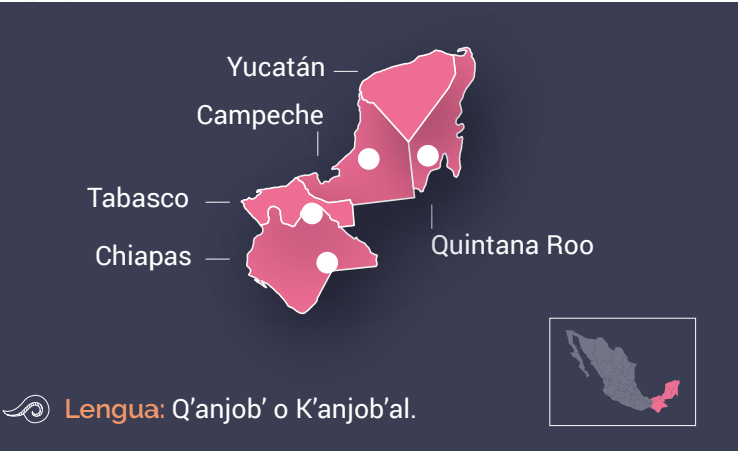 Yucatán
Campeche
Tabasco
Chiapas
Quintana Roo
Lengua: Q'anjob' o K'anjob'al.